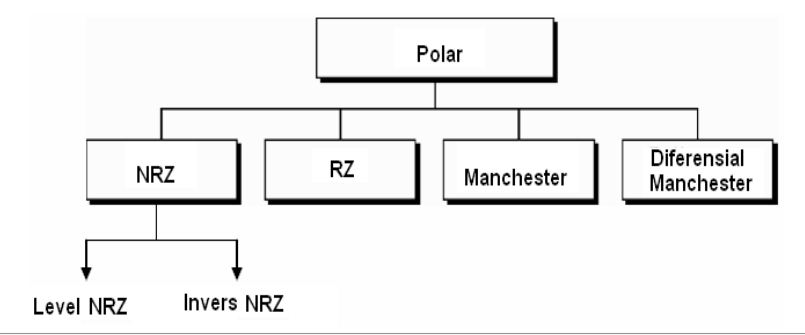 Polar
NRZ
RZ
Manchester
Diferensial
Manchester
Level NRZ
Invers NRZ